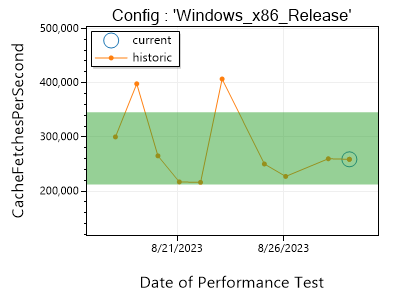 Config : 'Windows_x86_Release'
CacheFetchesPerSecond
500,000
400,000
300,000
200,000
current
historic
8/21/2023
8/26/2023
Date of Performance Test